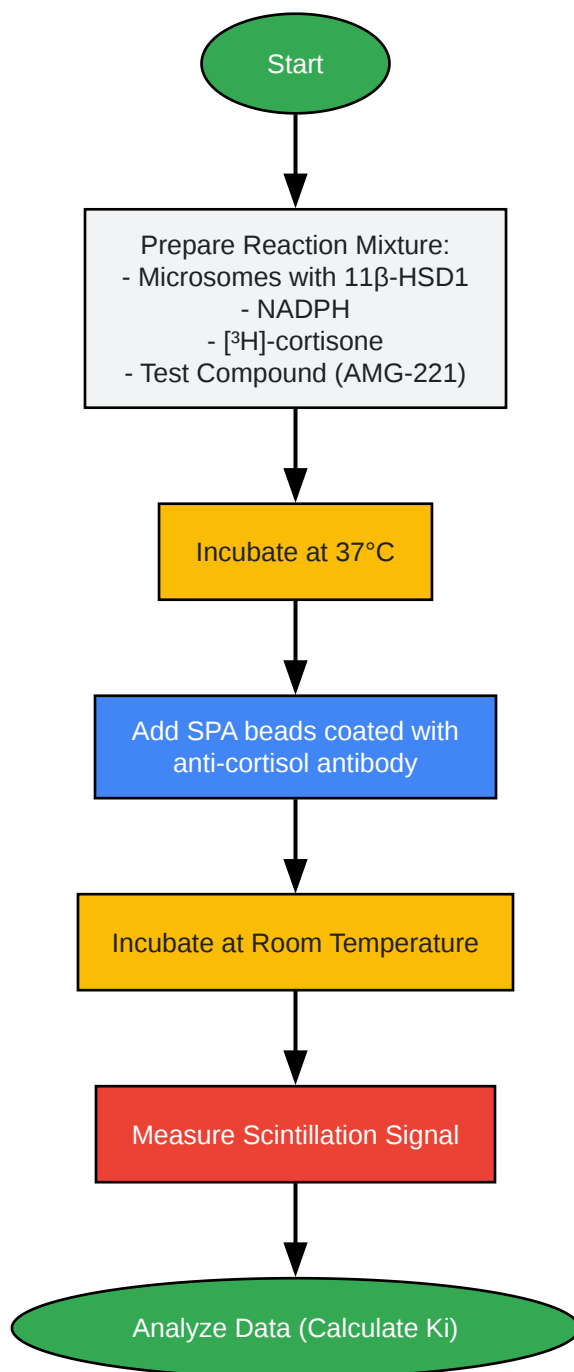 Start
Prepare Reaction Mixture:
- Microsomes with 11β-HSD1
- NADPH
- [³H]-cortisone
- Test Compound (AMG-221)
Incubate at 37°C
Add SPA beads coated with
anti-cortisol antibody
Incubate at Room Temperature
Measure Scintillation Signal
Analyze Data (Calculate Ki)